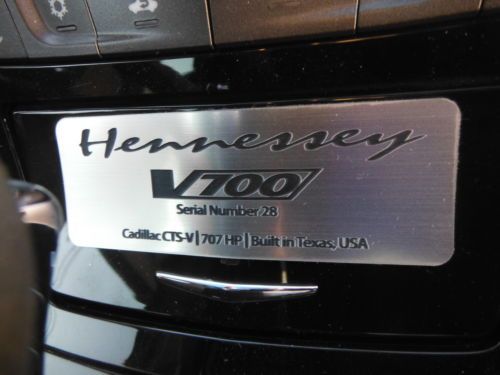 Hennessey
V700
Serial Number 28
Cadillac CTS-V | 707 HP | Built in Texas, USA